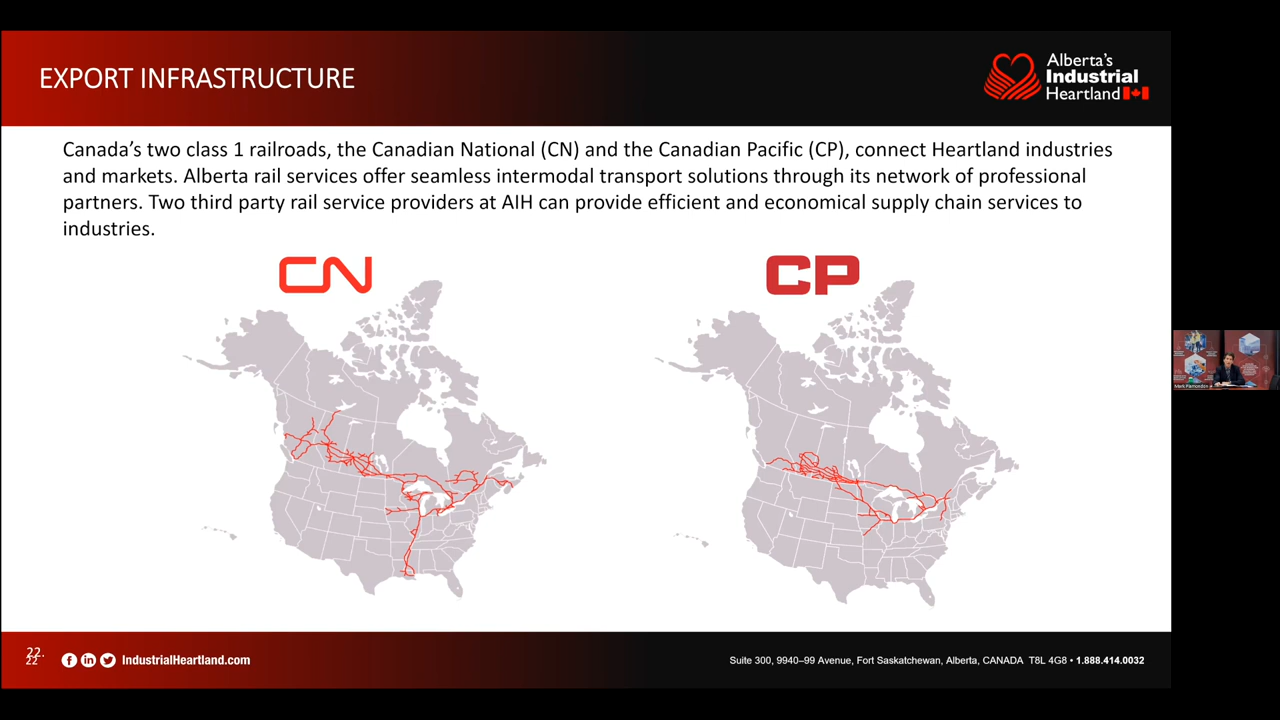 EXPORT INFRASTRUCTURE
Alberta's
Industrial
Heartland
Canada's two class 1 railroads, the Canadian National (CN) and the Canadian Pacific (CP), connect Heartland industries
and markets. Alberta rail services offer seamless intermodal transport solutions through its network of professional
partners. Two third party rail service providers at AIH can provide efficient and economical supply chain services to
industries.
CN
CP
22.
22
IndustrialHeartland.com
Suite 300, 9940–99 Avenue, Fort Saskatchewan, Alberta, CANADA T8L 4G8 • 1.888.414.0032